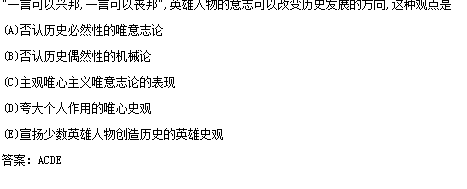 "一言可以兴邦,一言可以丧邦",英雄人物的意志可以改变历史发展的方向,这种观点是
(A)否认历史必然性的唯意志论
(B)否认历史偶然性的机械论
(C)主观唯心主义唯意志论的表现
(D)夸大个人作用的唯心史观
(E)宣扬少数英雄人物创造历史的英雄史观
答案: ACDE